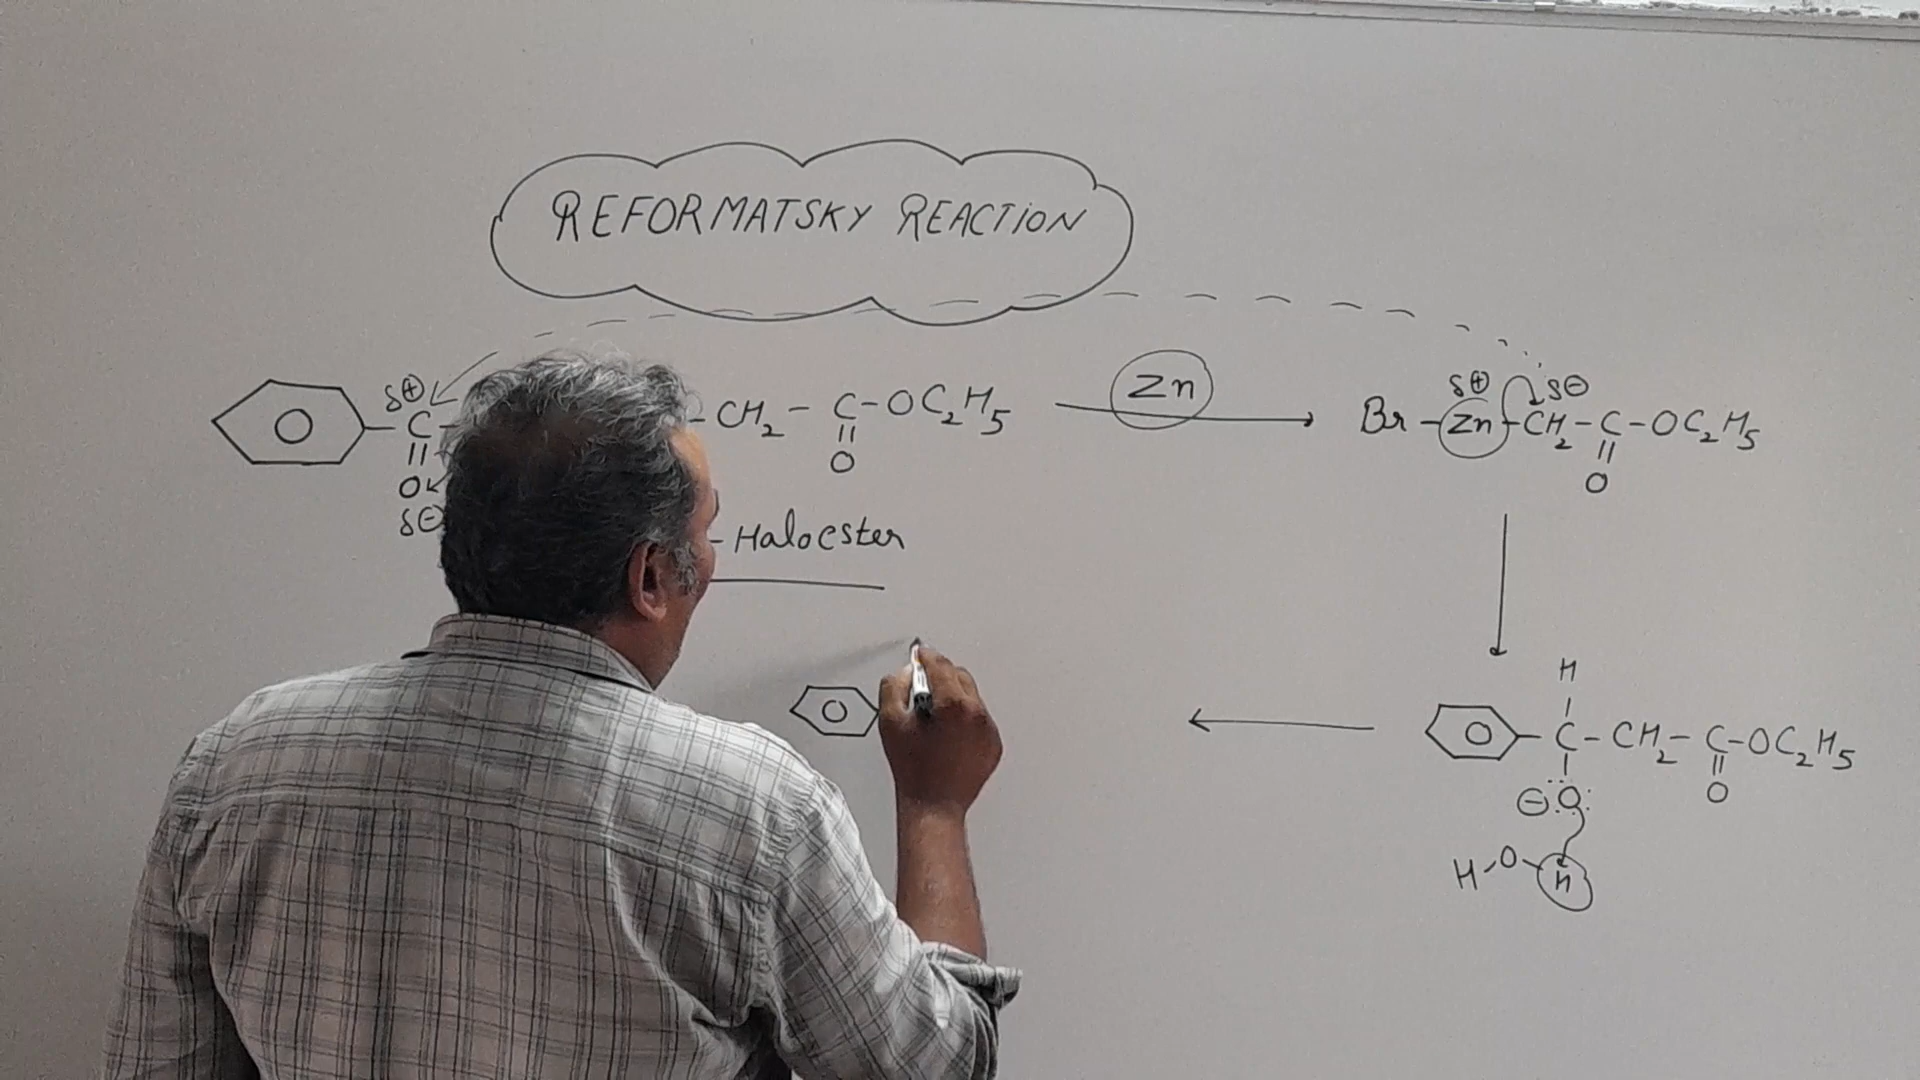 REFORMATSKY REACTION
δ⊕ C - CH₂ - C - OC₂H₅ Zn Br - Zn - CH₂ - C - OC₂H₅
δ⊕ δ⊖
|| || ||
O O O
δ⊖
- Haloester
H
C - CH₂ - C - OC₂H₅
⊖ :O: O
H - O - H